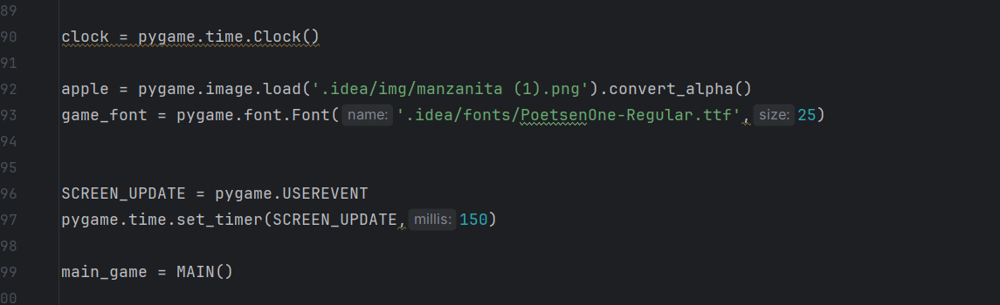 89
90 clock = pygame.time.Clock()
91
92 apple = pygame.image.load('.idea/img/manzanita (1).png').convert_alpha()
93 game_font = pygame.font.Font( name: '.idea/fonts/PoetsenOne-Regular.ttf', size: 25)
94
95
96 SCREEN_UPDATE = pygame.USEREVENT
97 pygame.time.set_timer(SCREEN_UPDATE, millis: 150)
98
99 main_game = MAIN()
00